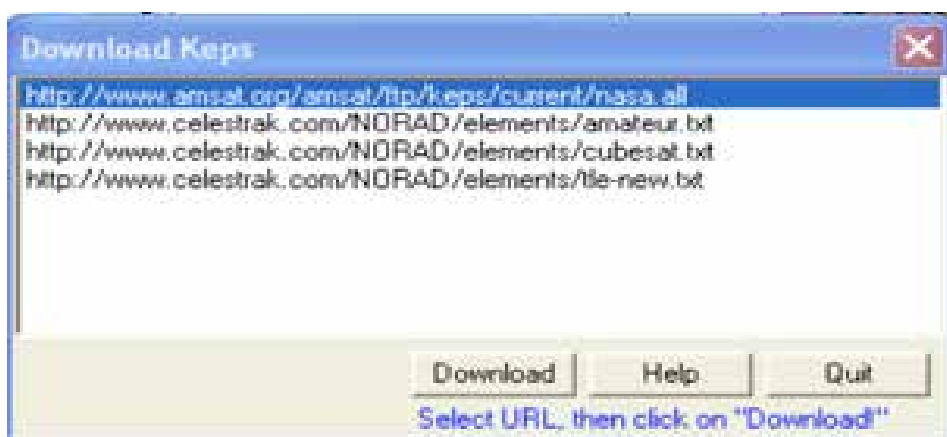 Download Keps
http://www.amsat.org/amsat/ftp/keps/current/nasa.all
http://www.celestrak.com/NORAD/elements/amateur.txt
http://www.celestrak.com/NORAD/elements/cubesat.txt
http://www.celestrak.com/NORAD/elements/tle-new.txt
Download Help Quit
Select URL, then click on "Download!"